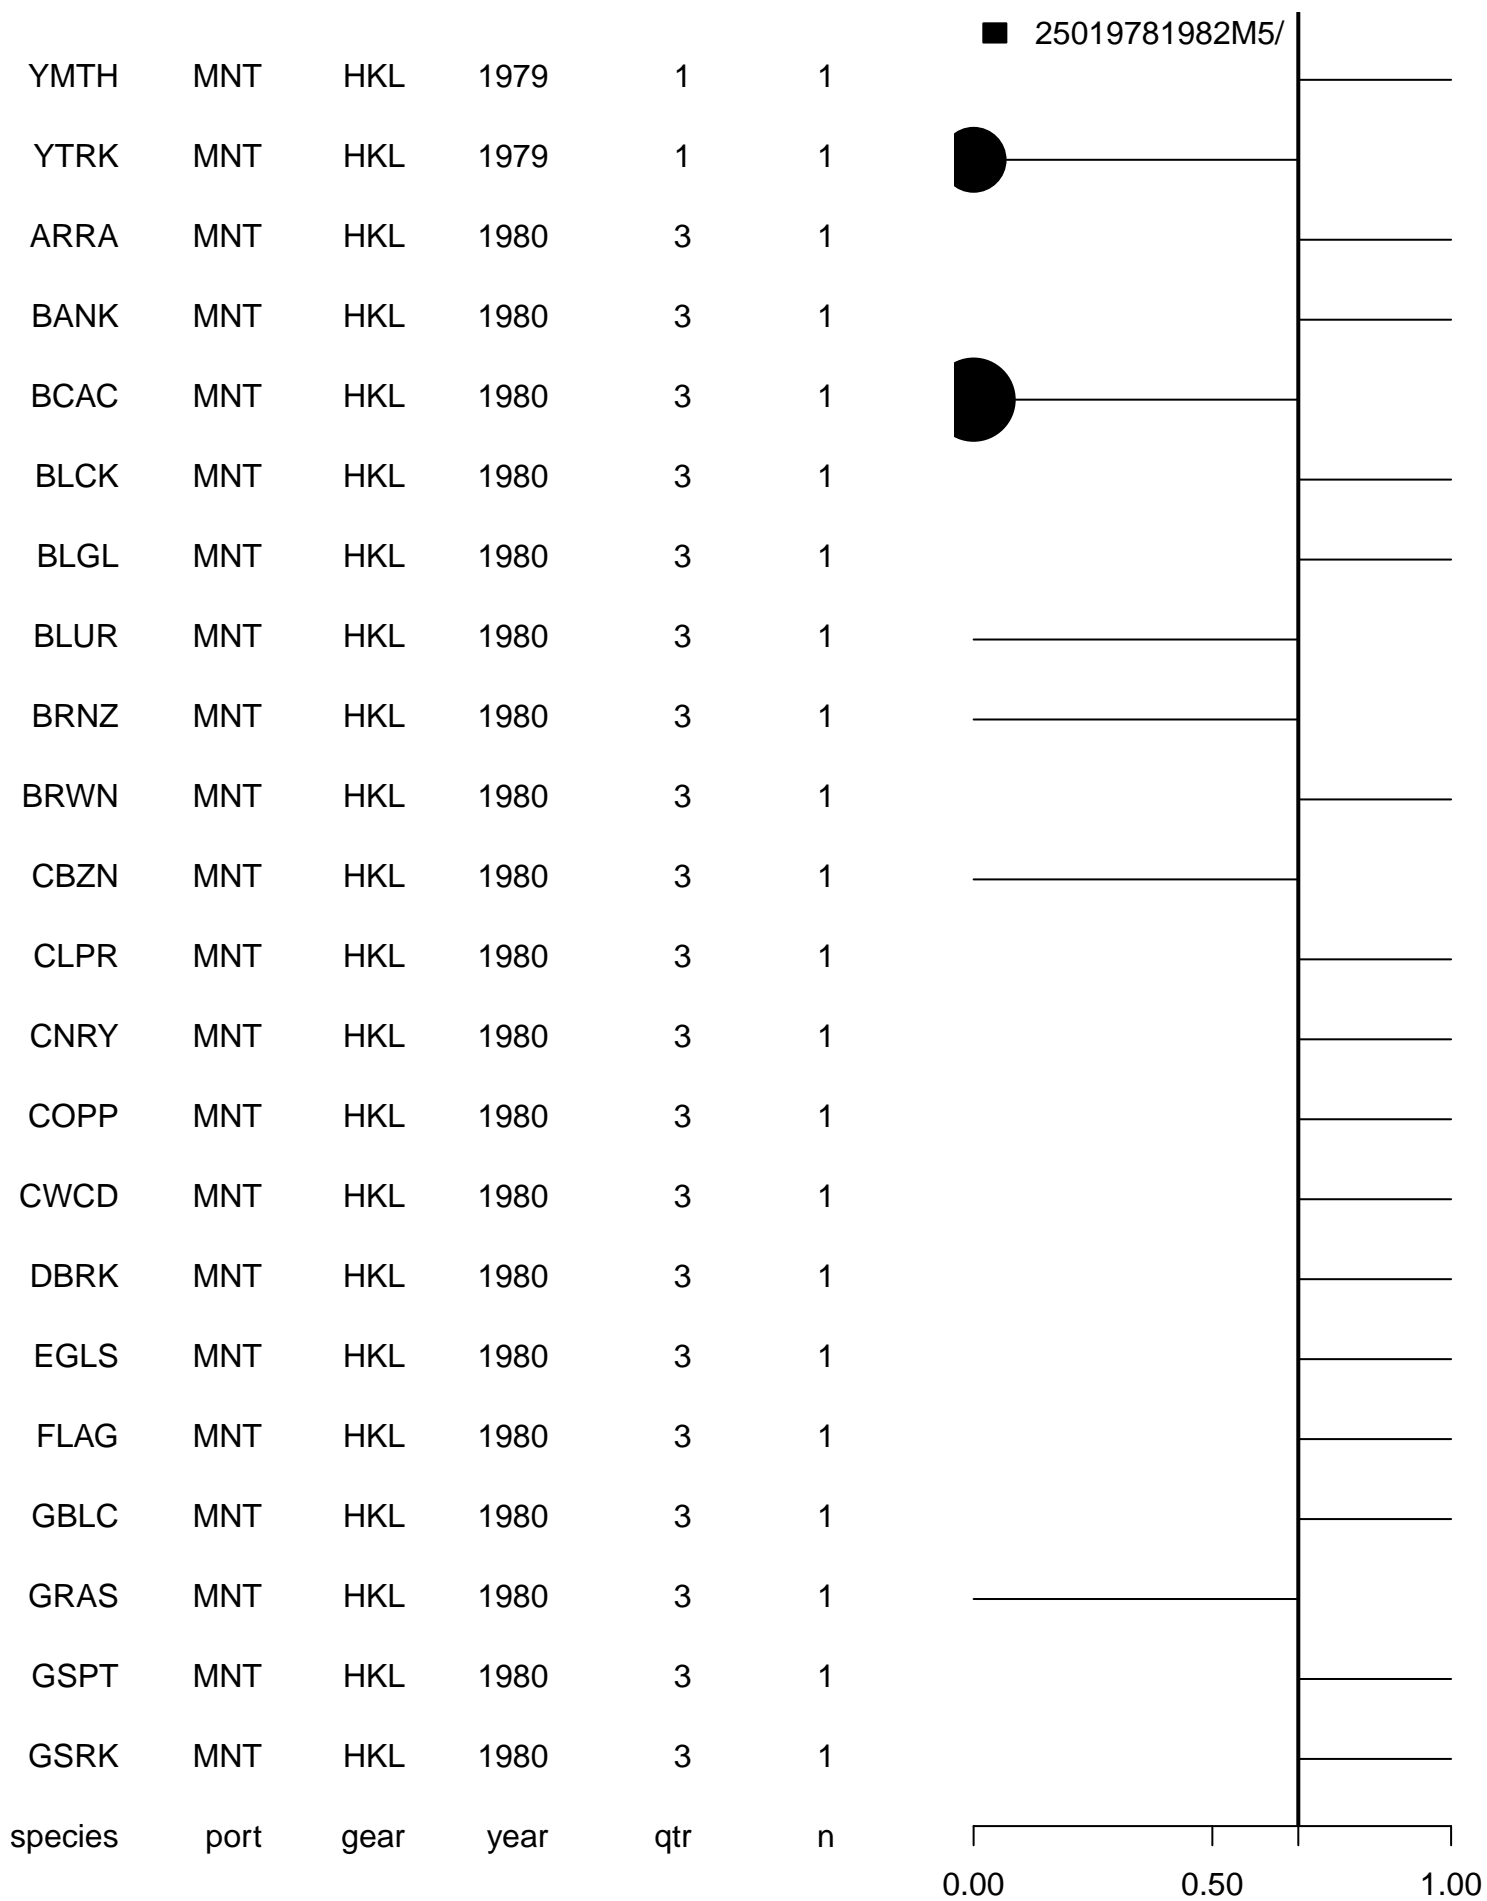 25019781982M5/
YMTH MNT HKL 1979 1 1
YTRK MNT HKL 1979 1 1
ARRA MNT HKL 1980 3 1
BANK MNT HKL 1980 3 1
BCAC MNT HKL 1980 3 1
BLCK MNT HKL 1980 3 1
BLGL MNT HKL 1980 3 1
BLUR MNT HKL 1980 3 1
BRNZ MNT HKL 1980 3 1
BRWN MNT HKL 1980 3 1
CBZN MNT HKL 1980 3 1
CLPR MNT HKL 1980 3 1
CNRY MNT HKL 1980 3 1
COPP MNT HKL 1980 3 1
CWCD MNT HKL 1980 3 1
DBRK MNT HKL 1980 3 1
EGLS MNT HKL 1980 3 1
FLAG MNT HKL 1980 3 1
GBLC MNT HKL 1980 3 1
GRAS MNT HKL 1980 3 1
GSPT MNT HKL 1980 3 1
GSRK MNT HKL 1980 3 1
species port gear year qtr n
0.00 0.50 1.00